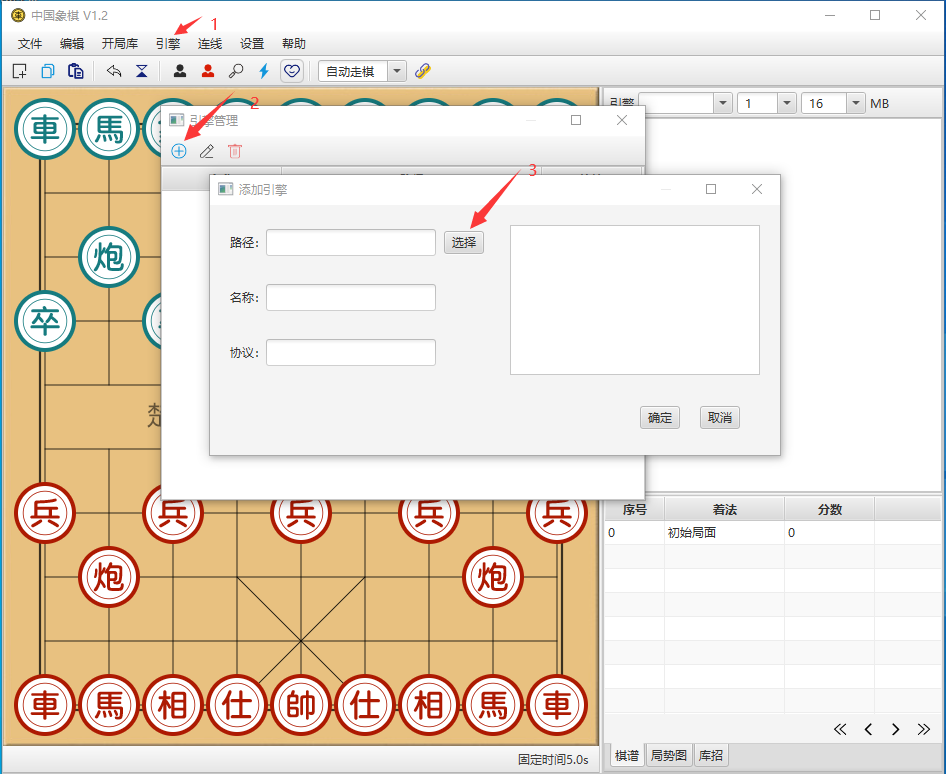 中国象棋 V1.2
1
文件 编辑 开局库 引擎 连线 设置 帮助
自动走棋
2
引擎 1 16 MB
引擎管理
3
添加引擎
路径： 选择
名称：
协议：
确定 取消
車 馬
炮
卒
楚
兵 兵 兵 兵 兵
炮 炮
車 馬 相 仕 帥 仕 相 馬 車
序号 着法 分数
0 初始局面 0
棋谱 局势图 库招
固定时间5.0s